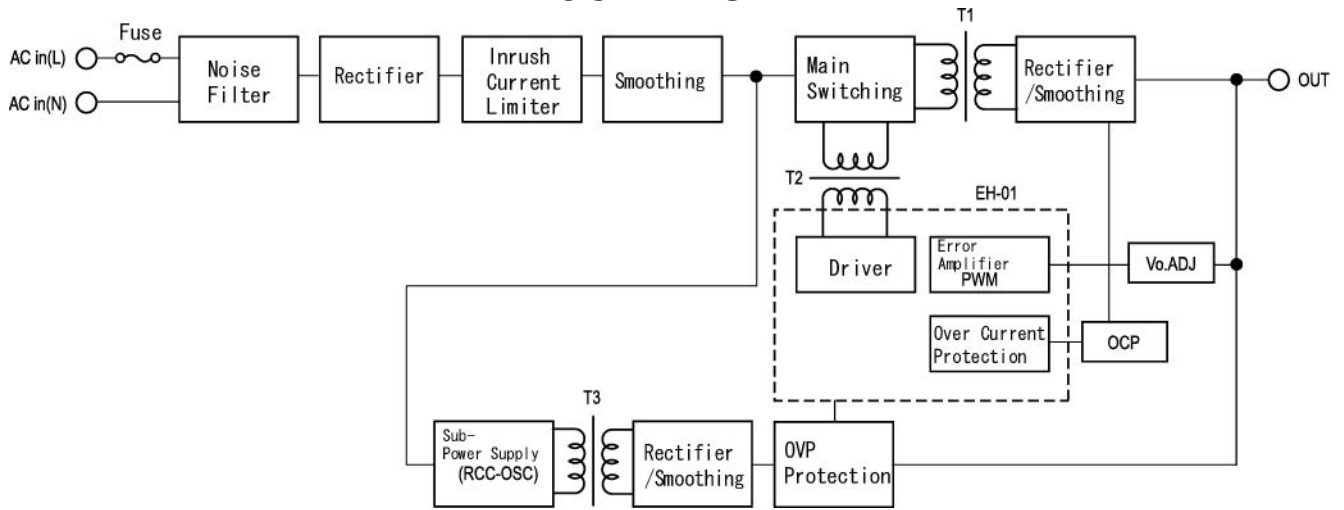 T1
Fuse
AC in(L)
AC in(N)
Noise
Filter
Rectifier
Inrush
Current
Limiter
Smoothing
Main
Switching
Rectifier
/Smoothing
OUT
T2
EH-01
Driver
Error
Amplifier
PWM
Vo.ADJ
Over Current
Protection
OCP
T3
Sub-
Power Supply
(RCC-OSC)
Rectifier
/Smoothing
OVP
Protection